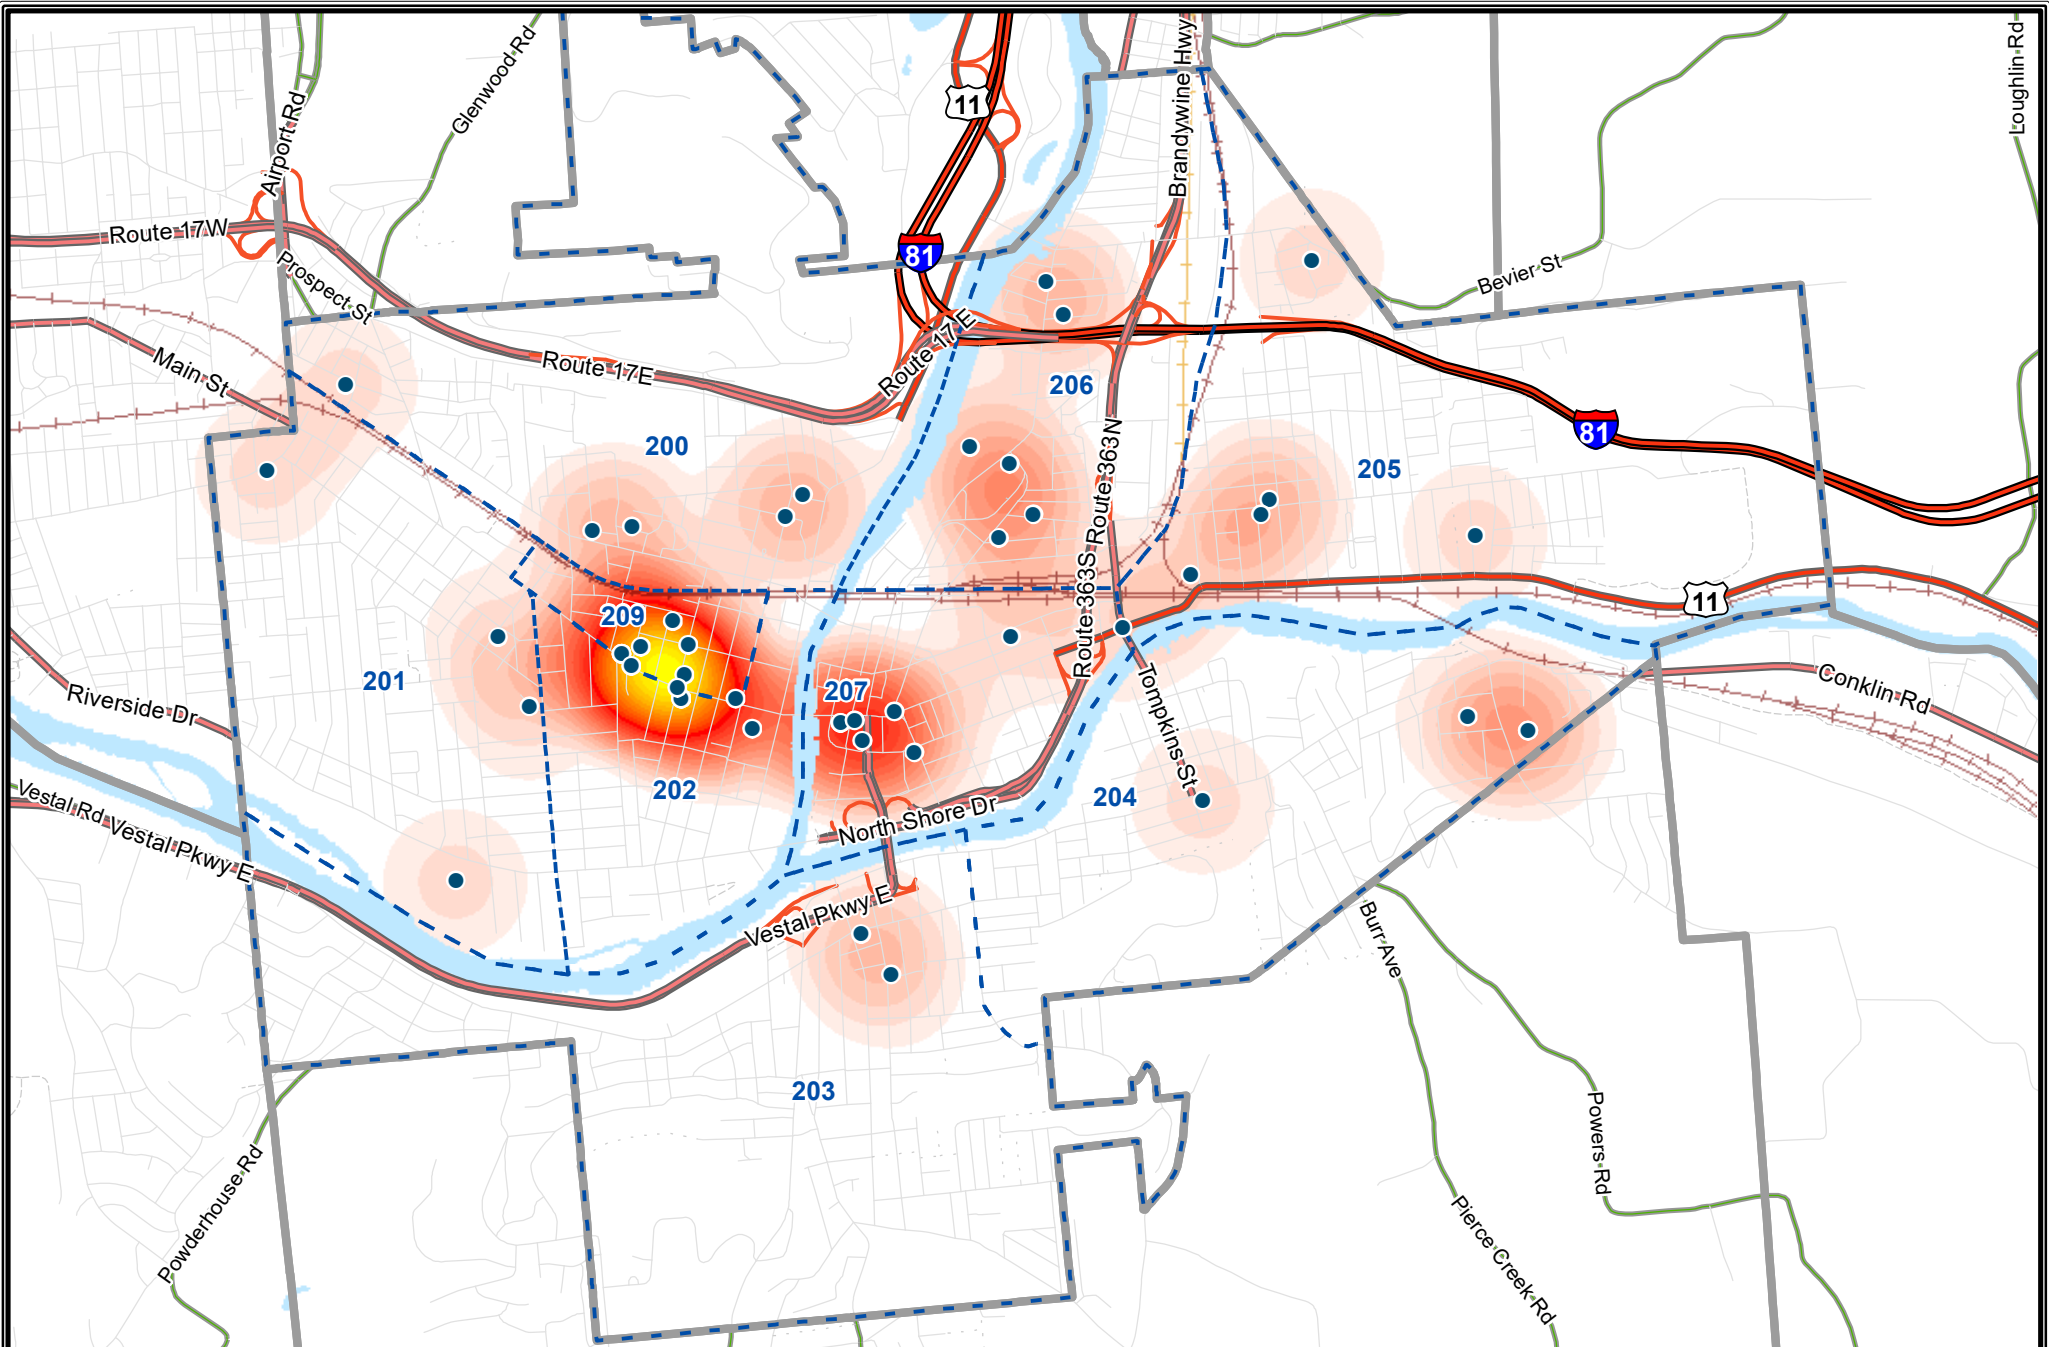 Loughlin Rd
Glenwood Rd
Brandywine Hwy
11
Airport Rd
Route 17W
81
Bevier St
Prospect St
Route 17 E
Main St
Route 17E
206
81
200
205
Route 363N
Route 363S
11
209
201
207
Riverside Dr
Tompkins St
Conklin Rd
202
204
Vestal Rd
North Shore Dr
Vestal Pkwy E
Vestal Pkwy E
Burr Ave
203
Powers Rd
Powderhouse Rd
Pierce Creek Rd